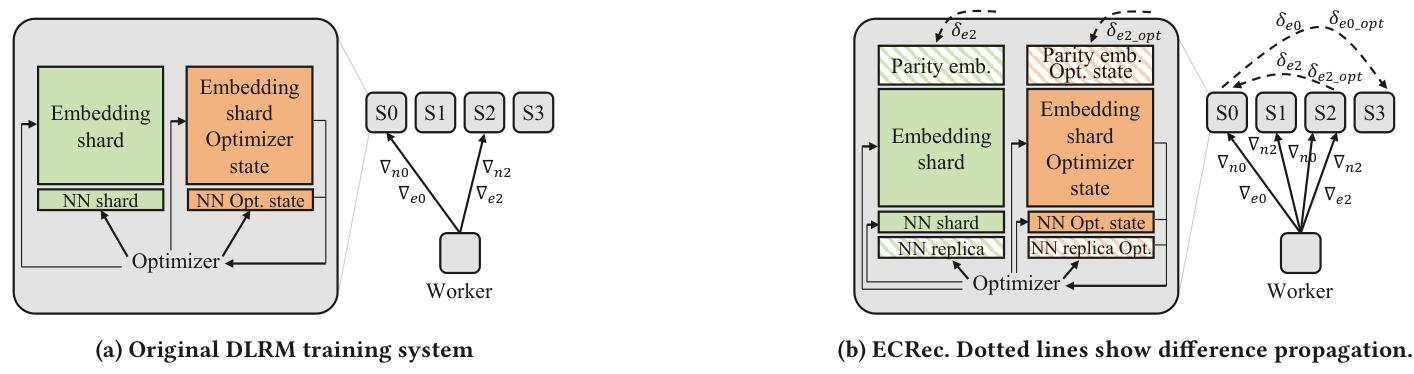 Embedding
shard
Embedding
shard
Optimizer
state
NN shard
NN Opt. state
Optimizer
S0
S1
S2
S3
∇n0
∇e0
∇n2
∇e2
Worker
(a) Original DLRM training system
δe2
δe2_opt
Parity emb.
Parity emb.
Opt. state
Embedding
shard
Embedding
shard
Optimizer
state
NN shard
NN Opt. state
NN replica
NN replica Opt.
Optimizer
δe0
δe0_opt
δe2
δe2_opt
S0
S1
S2
S3
∇n0
∇e0
∇n2
∇n0
∇n2
∇e2
Worker
(b) ECRec. Dotted lines show difference propagation.